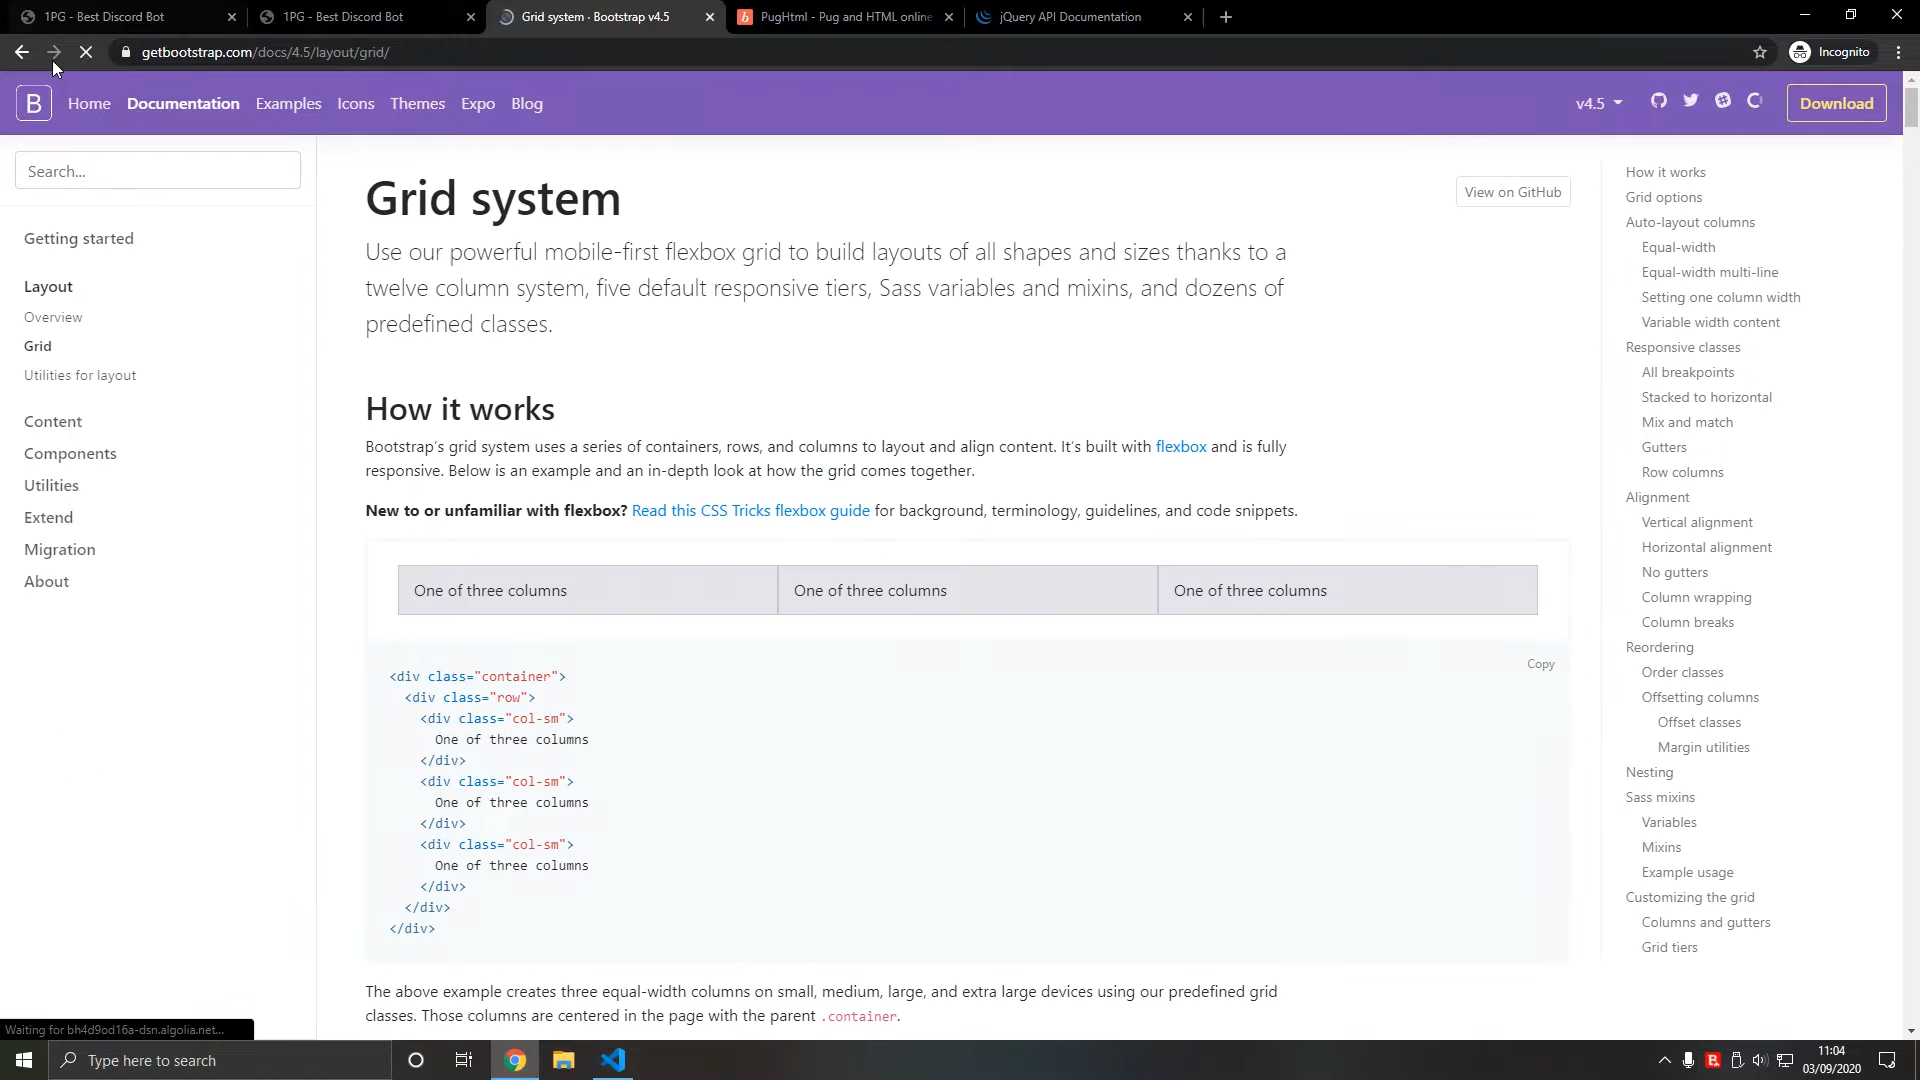 1PG - Best Discord Bot
1PG - Best Discord Bot
Grid system · Bootstrap v4.5
PugHtml - Pug and HTML online
jQuery API Documentation
getbootstrap.com/docs/4.5/layout/grid/
Incognito
B
Home
Documentation
Examples
Icons
Themes
Expo
Blog
v4.5
Download
Search...
Getting started
Layout
Overview
Grid
Utilities for layout
Content
Components
Utilities
Extend
Migration
About
Grid system
View on GitHub
Use our powerful mobile-first flexbox grid to build layouts of all shapes and sizes thanks to a
twelve column system, five default responsive tiers, Sass variables and mixins, and dozens of
predefined classes.
How it works
Bootstrap's grid system uses a series of containers, rows, and columns to layout and align content. It's built with flexbox and is fully
responsive. Below is an example and an in-depth look at how the grid comes together.
New to or unfamiliar with flexbox? Read this CSS Tricks flexbox guide for background, terminology, guidelines, and code snippets.
One of three columns
One of three columns
One of three columns
Copy
<div class="container">
<div class="row">
<div class="col-sm">
One of three columns
</div>
<div class="col-sm">
One of three columns
</div>
<div class="col-sm">
One of three columns
</div>
</div>
</div>
The above example creates three equal-width columns on small, medium, large, and extra large devices using our predefined grid
classes. Those columns are centered in the page with the parent .container.
How it works
Grid options
Auto-layout columns
Equal-width
Equal-width multi-line
Setting one column width
Variable width content
Responsive classes
All breakpoints
Stacked to horizontal
Mix and match
Gutters
Row columns
Alignment
Vertical alignment
Horizontal alignment
No gutters
Column wrapping
Column breaks
Reordering
Order classes
Offsetting columns
Offset classes
Margin utilities
Nesting
Sass mixins
Variables
Mixins
Example usage
Customizing the grid
Columns and gutters
Grid tiers
Waiting for bh4d9od16a-dsn.algolia.net...
Type here to search
11:04
03/09/2020